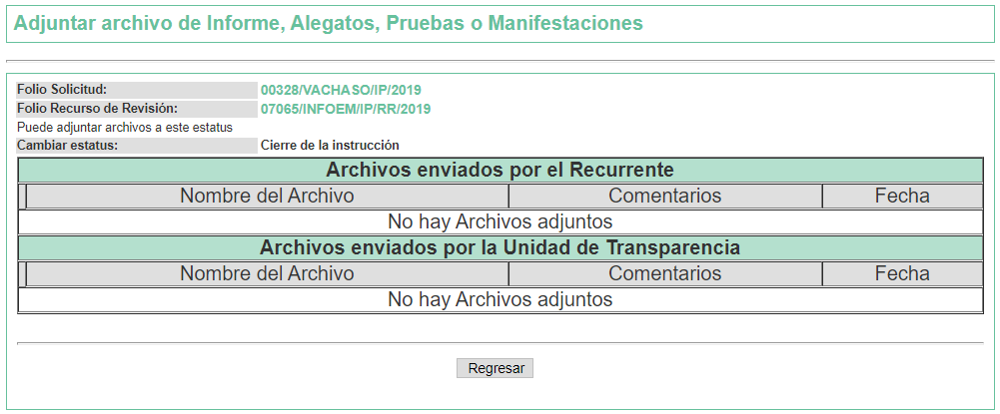 Adjuntar archivo de Informe, Alegatos, Pruebas o Manifestaciones
Folio Solicitud: 00328/VACHASO/IP/2019
Folio Recurso de Revisión: 07065/INFOEM/IP/RR/2019
Puede adjuntar archivos a este estatus
Cambiar estatus: Cierre de la instrucción
Archivos enviados por el Recurrente
Nombre del Archivo Comentarios Fecha
No hay Archivos adjuntos
Archivos enviados por la Unidad de Transparencia
Nombre del Archivo Comentarios Fecha
No hay Archivos adjuntos
Regresar